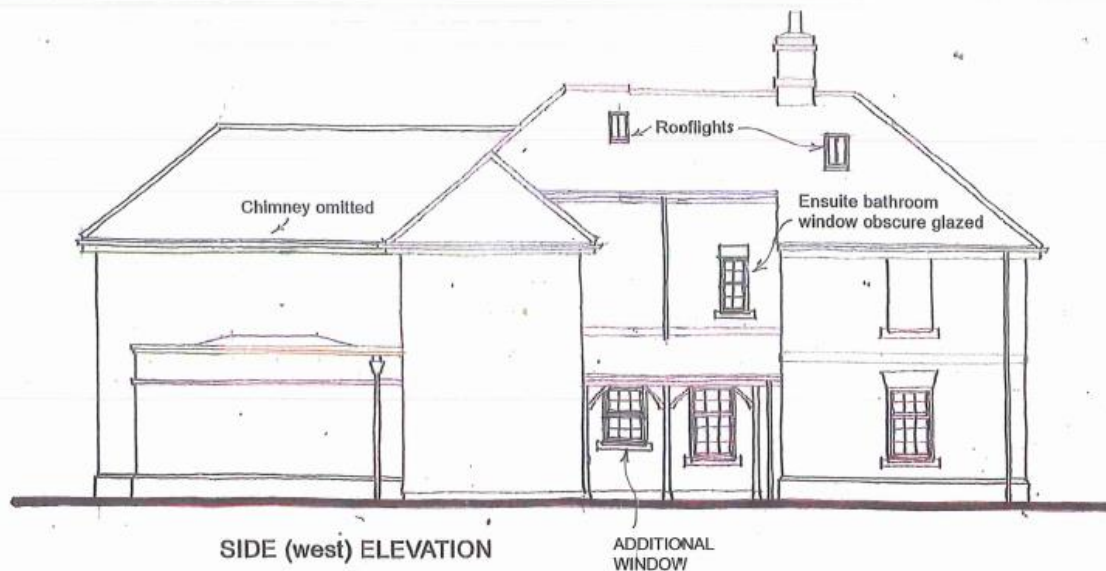 Rooflights
Chimney omitted
Ensuite bathroom
window obscure glazed
SIDE (west) ELEVATION
ADDITIONAL
WINDOW